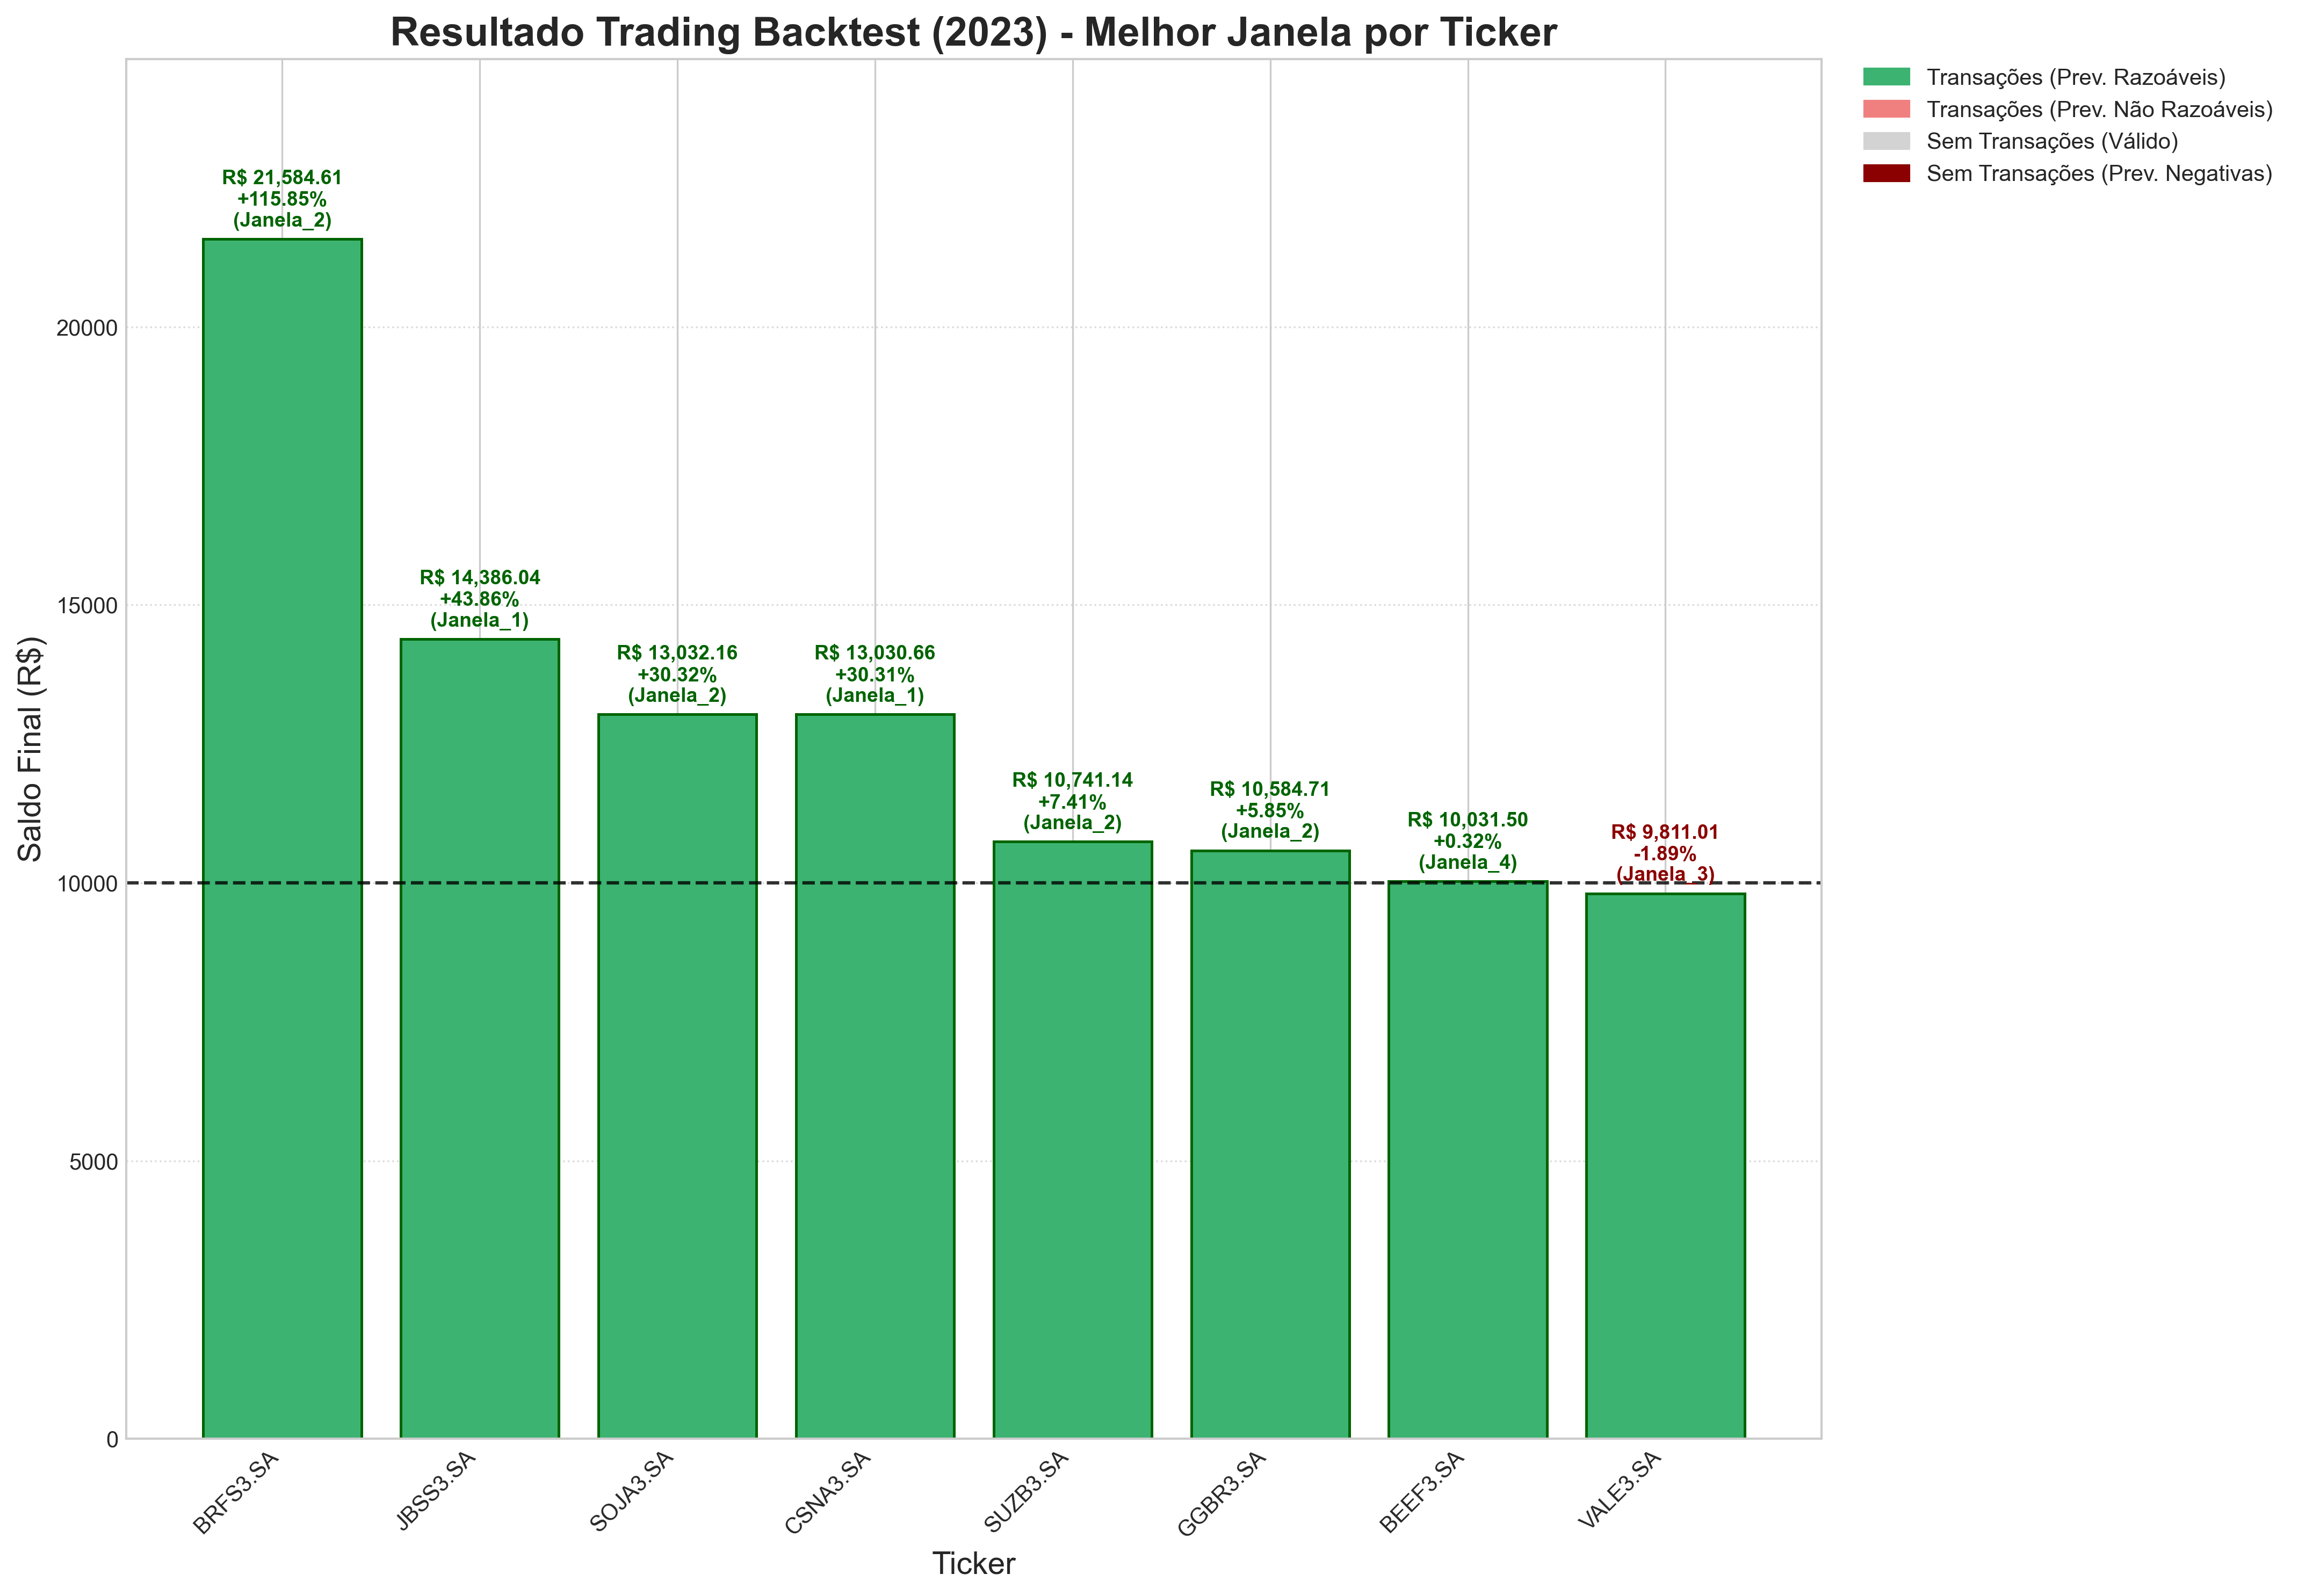 Resultado Trading Backtest (2023) - Melhor Janela por Ticker
Transações (Prev. Razoáveis)
Transações (Prev. Não Razoáveis)
Sem Transações (Válido)
Sem Transações (Prev. Negativas)
Saldo Final (R$)
20000
15000
10000
5000
0
R$ 21,584.61
+115.85%
(Janela_2)
R$ 14,386.04
+43.86%
(Janela_1)
R$ 13,032.16
+30.32%
(Janela_2)
R$ 13,030.66
+30.31%
(Janela_1)
R$ 10,741.14
+7.41%
(Janela_2)
R$ 10,584.71
+5.85%
(Janela_2)
R$ 10,031.50
+0.32%
(Janela_4)
R$ 9,811.01
-1.89%
(Janela_3)
BRFS3.SA
JBSS3.SA
SOJA3.SA
CSNA3.SA
SUZB3.SA
GGBR3.SA
BEEF3.SA
VALE3.SA
Ticker